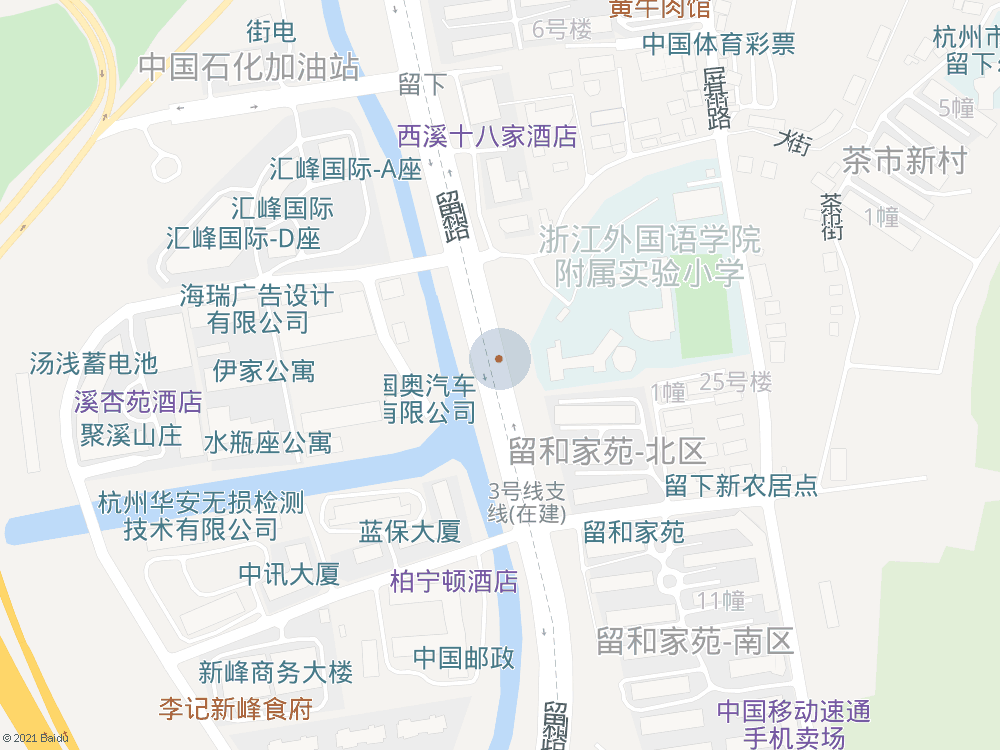 黄牛肉馆
街电
6号楼
中国体育彩票
杭州市
留下
中国石化加油站
留下
屏基路
5幢
西溪十八家酒店
大街
茶市新村
汇峰国际-A座
留和路
茶市街
1幢
汇峰国际
汇峰国际-D座
浙江外国语学院
附属实验小学
海瑞广告设计
有限公司
汤浅蓄电池
伊家公寓
国奥汽车
有限公司
1幢
25号楼
溪杏苑酒店
聚溪山庄
水瓶座公寓
留和家苑-北区
3号线支
线(在建)
留下新农居点
杭州华安无损检测
技术有限公司
蓝保大厦
留和家苑
中讯大厦
柏宁顿酒店
11幢
留和家苑-南区
新峰商务大楼
中国邮政
李记新峰食府
留和路
中国移动速通
手机卖场
© 2021 Baidu